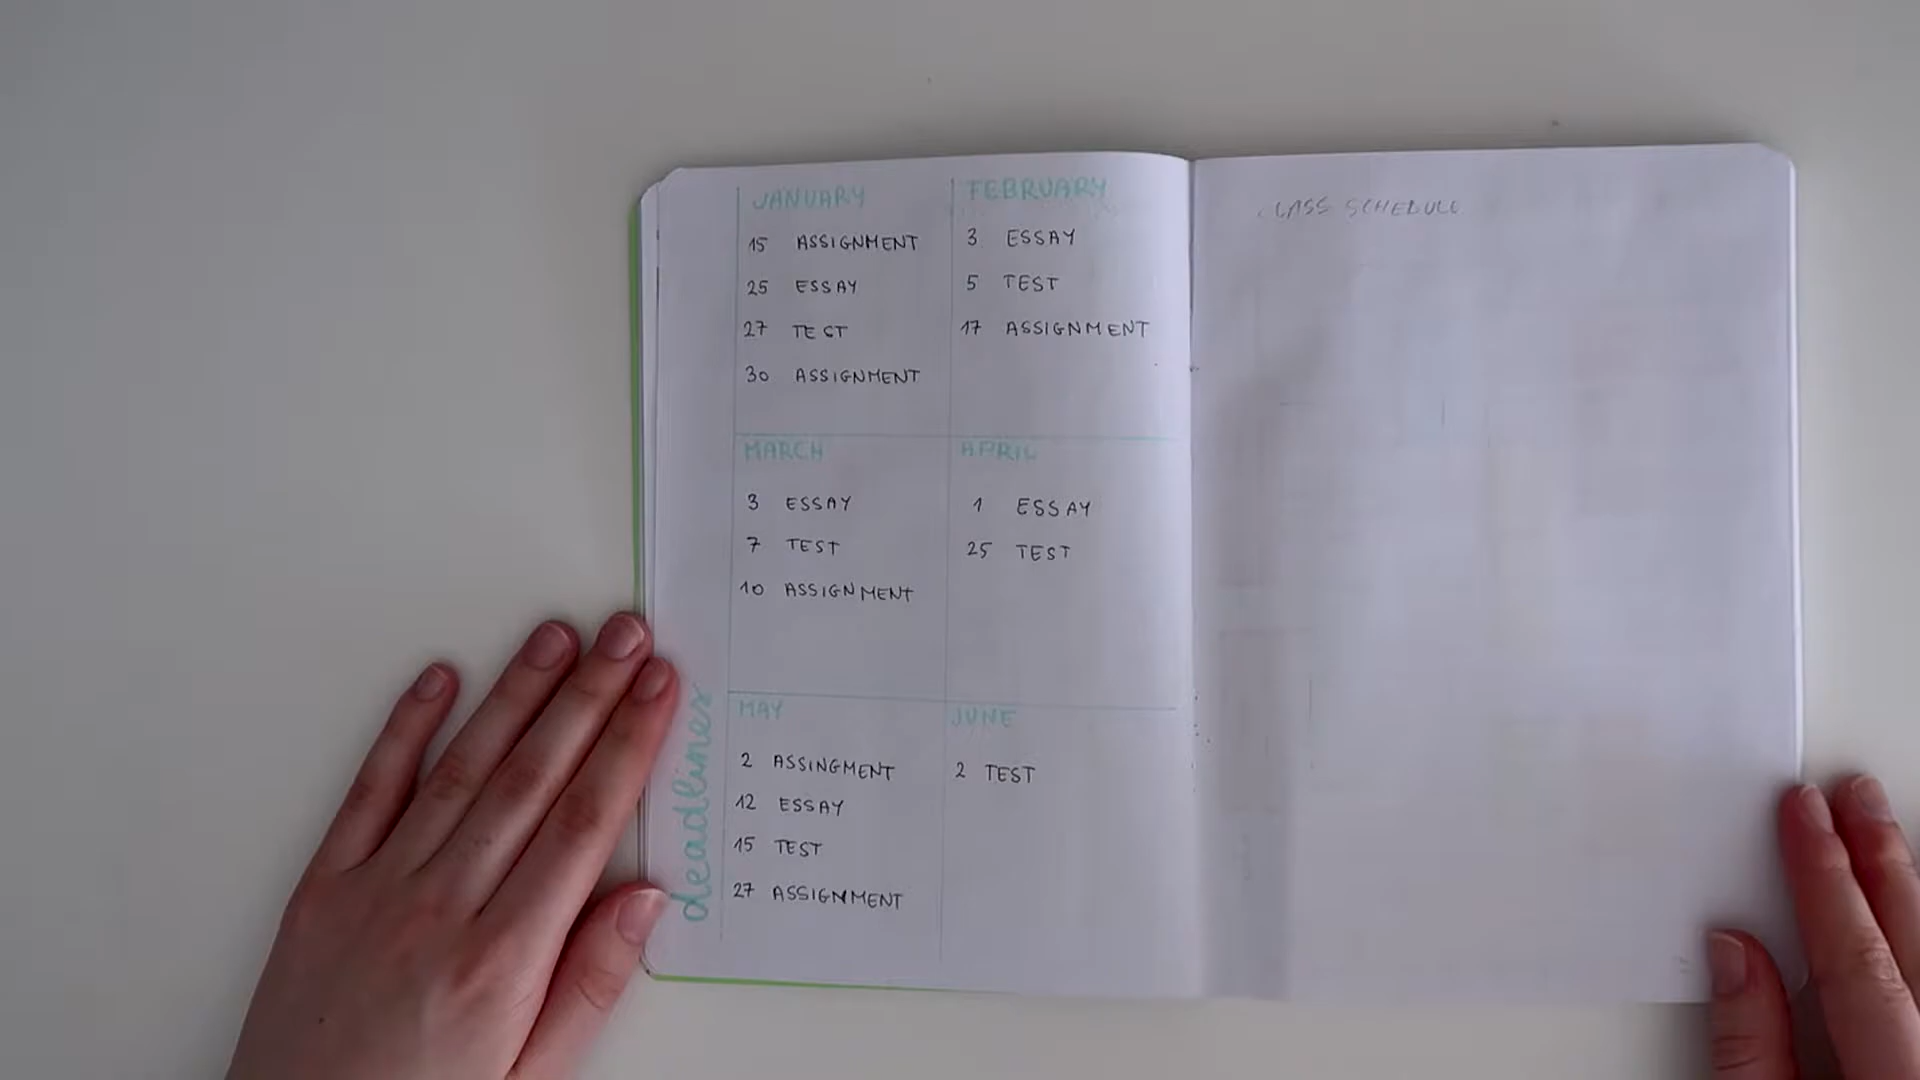 JANUARY
15 ASSIGNMENT
25 ESSAY
27 TEST
30 ASSIGNMENT
FEBRUARY
3 ESSAY
5 TEST
17 ASSIGNMENT
MARCH
3 ESSAY
7 TEST
10 ASSIGNMENT
APRIL
1 ESSAY
25 TEST
MAY
2 ASSINGMENT
12 ESSAY
15 TEST
27 ASSIGNMENT
JUNE
2 TEST
deadlines
CLASS SCHEDULE